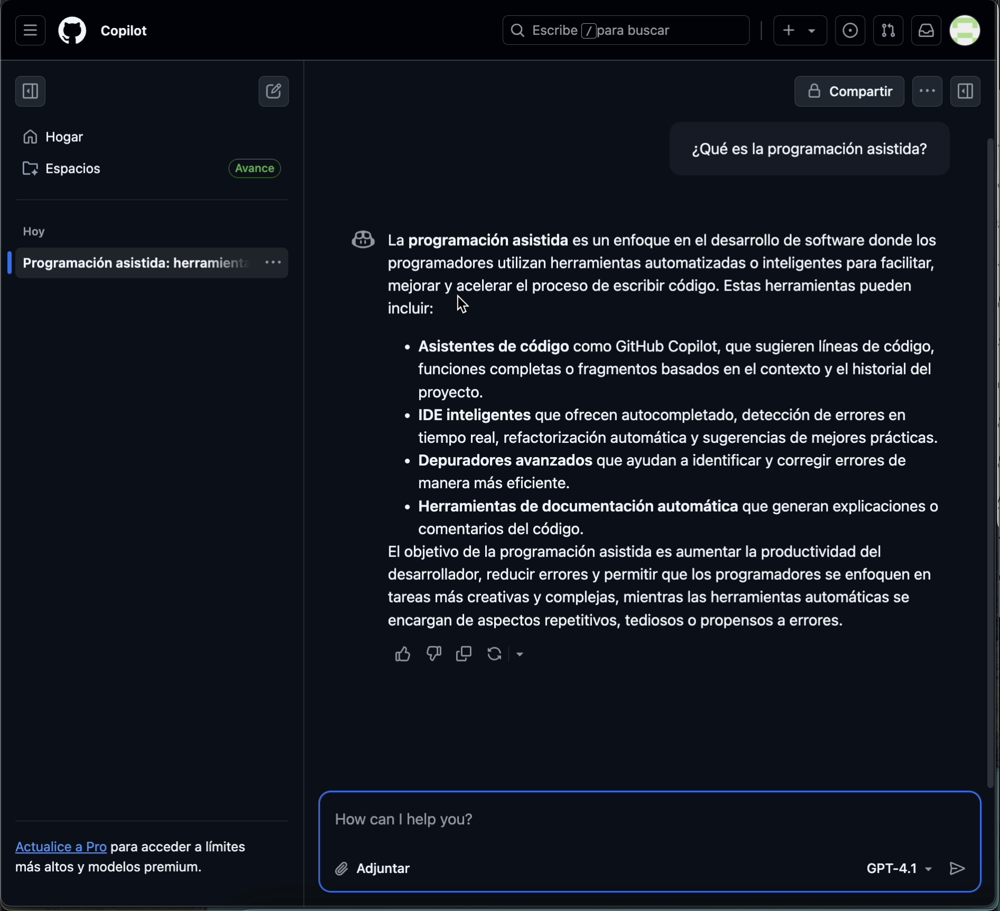 Copilot
Escribe / para buscar
Compartir
Hogar
Espacios
Avance
Hoy
Programación asistida: herramienta
¿Qué es la programación asistida?
La programación asistida es un enfoque en el desarrollo de software donde los
programadores utilizan herramientas automatizadas o inteligentes para facilitar,
mejorar y acelerar el proceso de escribir código. Estas herramientas pueden
incluir:
• Asistentes de código como GitHub Copilot, que sugieren líneas de código,
funciones completas o fragmentos basados en el contexto y el historial del
proyecto.
• IDE inteligentes que ofrecen autocompletado, detección de errores en
tiempo real, refactorización automática y sugerencias de mejores prácticas.
• Depuradores avanzados que ayudan a identificar y corregir errores de
manera más eficiente.
• Herramientas de documentación automática que generan explicaciones o
comentarios del código.
El objetivo de la programación asistida es aumentar la productividad del
desarrollador, reducir errores y permitir que los programadores se enfoquen en
tareas más creativas y complejas, mientras las herramientas automáticas se
encargan de aspectos repetitivos, tediosos o propensos a errores.
Actualice a Pro para acceder a límites
más altos y modelos premium.
How can I help you?
Adjuntar
GPT-4.1